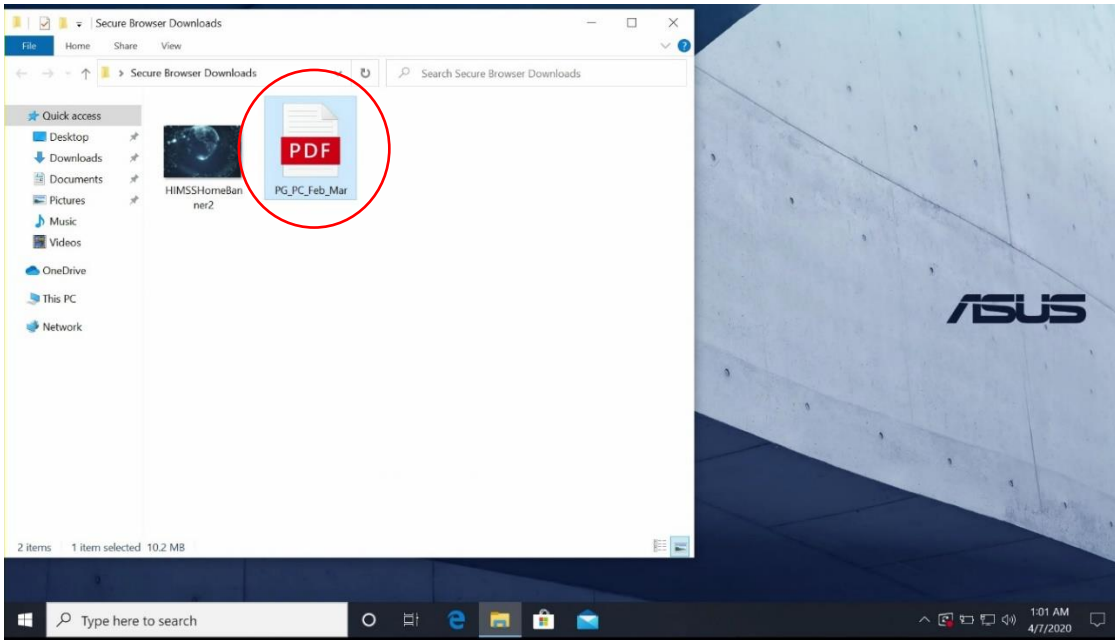 Secure Browser Downloads
File Home Share View
Secure Browser Downloads
Search Secure Browser Downloads
Quick access
Desktop
Downloads
Documents
Pictures
Music
Videos
OneDrive
This PC
Network
HIMSSHomeBan
ner2
PDF
PG_PC_Feb_Mar
ASUS
2 items 1 item selected 10.2 MB
Type here to search
1:01 AM
4/7/2020